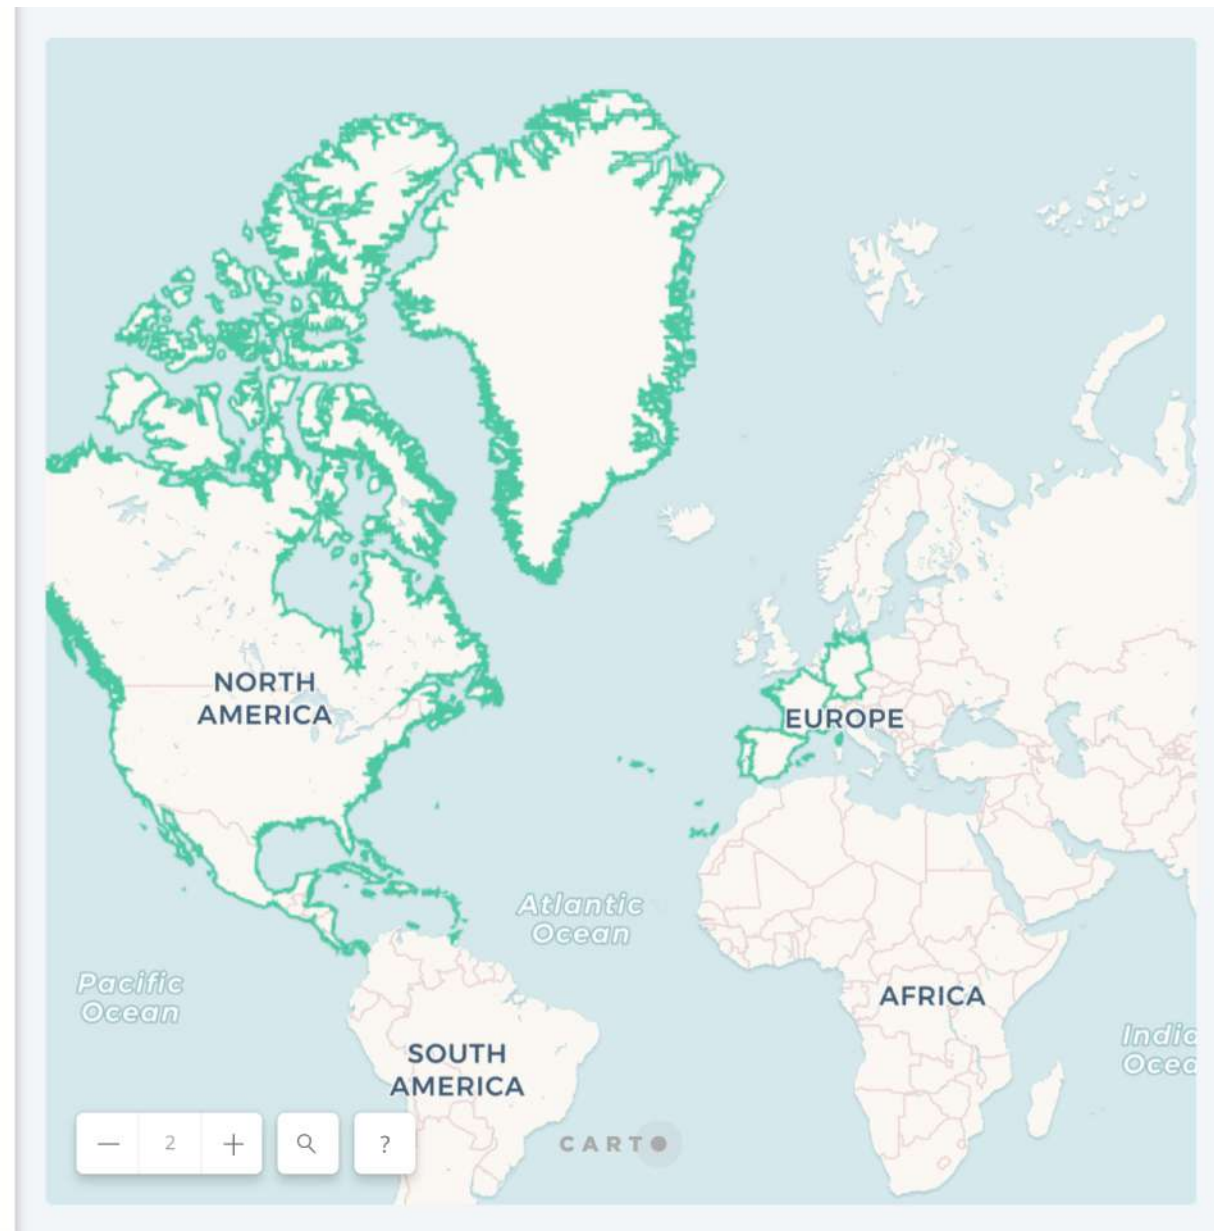 NORTH
AMERICA
EUROPE
Atlantic
Ocean
Pacific
Ocean
AFRICA
SOUTH
AMERICA
India
Ocea
— 2 +
?
CARTO